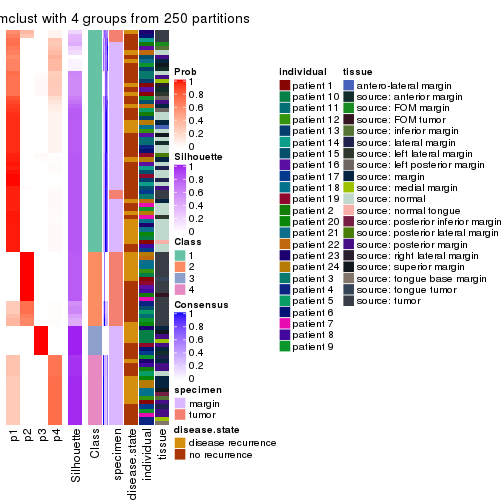 mclust with 4 groups from 250 partitions
Prob
1
0.8
0.6
0.4
0.2
0
Silhouette
1
0.8
0.6
0.4
0.2
0
Class
1
2
3
4
Consensus
1
0.8
0.6
0.4
0.2
0
specimen
margin
tumor
disease.state
disease recurrence
no recurrence
individual
patient 1
patient 10
patient 11
patient 12
patient 13
patient 14
patient 15
patient 16
patient 17
patient 18
patient 19
patient 2
patient 20
patient 21
patient 22
patient 23
patient 24
patient 3
patient 4
patient 5
patient 6
patient 7
patient 8
patient 9
tissue
antero-lateral margin
source: anterior margin
source: FOM margin
source: FOM tumor
source: inferior margin
source: lateral margin
source: left lateral margin
source: left posterior margin
source: margin
source: medial margin
source: normal
source: normal tongue
source: posterior inferior margin
source: posterior lateral margin
source: posterior margin
source: right lateral margin
source: superior margin
source: tongue base margin
source: tongue tumor
source: tumor
p1
p2
p3
p4
Silhouette
Class
specimen
disease.state
individual
tissue